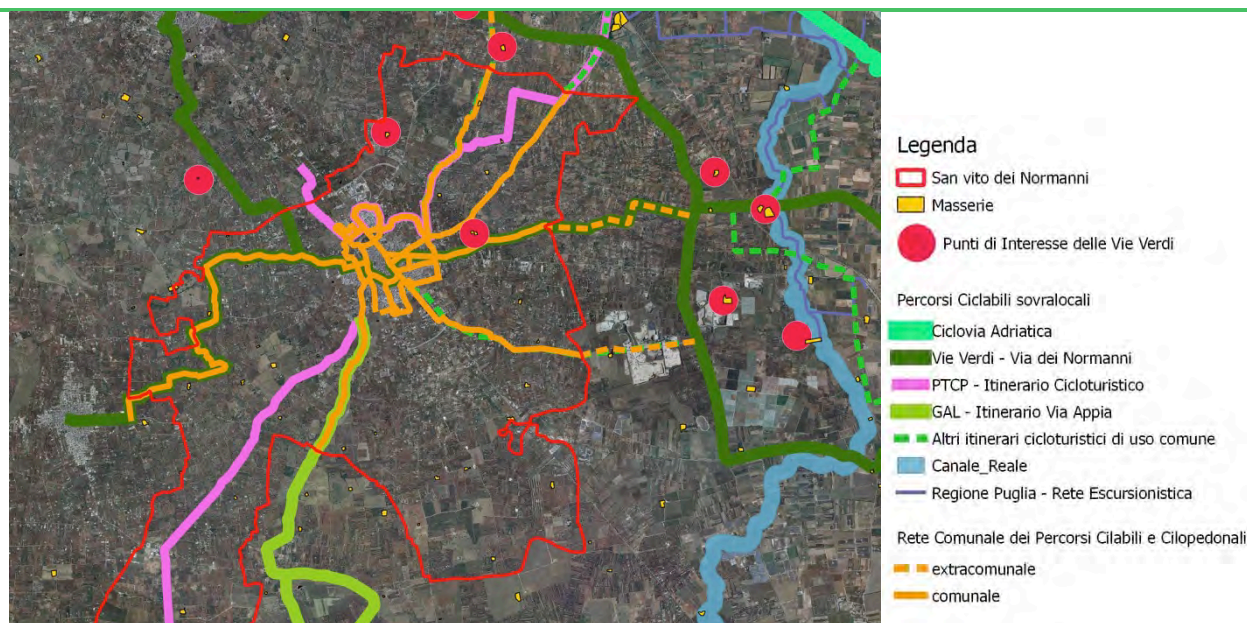 Legenda
San vito dei Normanni
Masserie
Punti di Interesse delle Vie Verdi
Percorsi Ciclabili sovralocali
Ciclovia Adriatica
Vie Verdi - Via dei Normanni
PTCP - Itinerario Cicloturistico
GAL - Itinerario Via Appia
Altri itinerari cicloturistici di uso comune
Canale_Reale
Regione Puglia - Rete Escursionistica
Rete Comunale dei Percorsi Cilabili e Cilopedonali
extracomunale
comunale